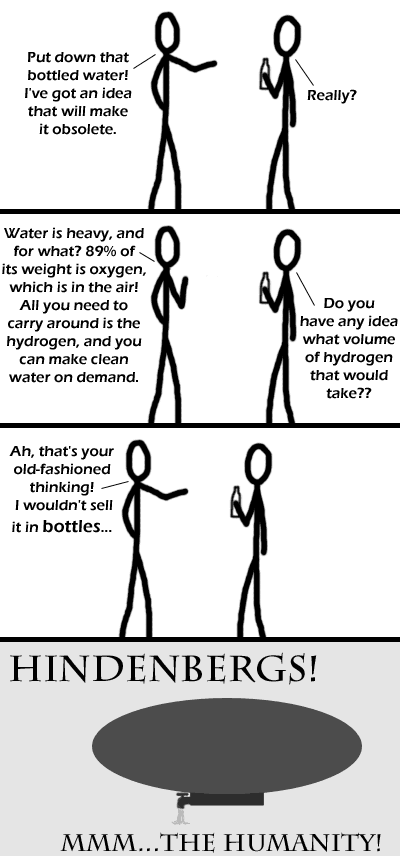 Put down that
bottled water!
I've got an idea
that will make
it obsolete.
Really?
Water is heavy, and
for what? 89% of
its weight is oxygen,
which is in the air!
All you need to
carry around is the
hydrogen, and you
can make clean
water on demand.
Do you
have any idea
what volume
of hydrogen
that would
take??
Ah, that's your
old-fashioned
thinking!
I wouldn't sell
it in bottles...
HINDENBERGS!
MMM...THE HUMANITY!